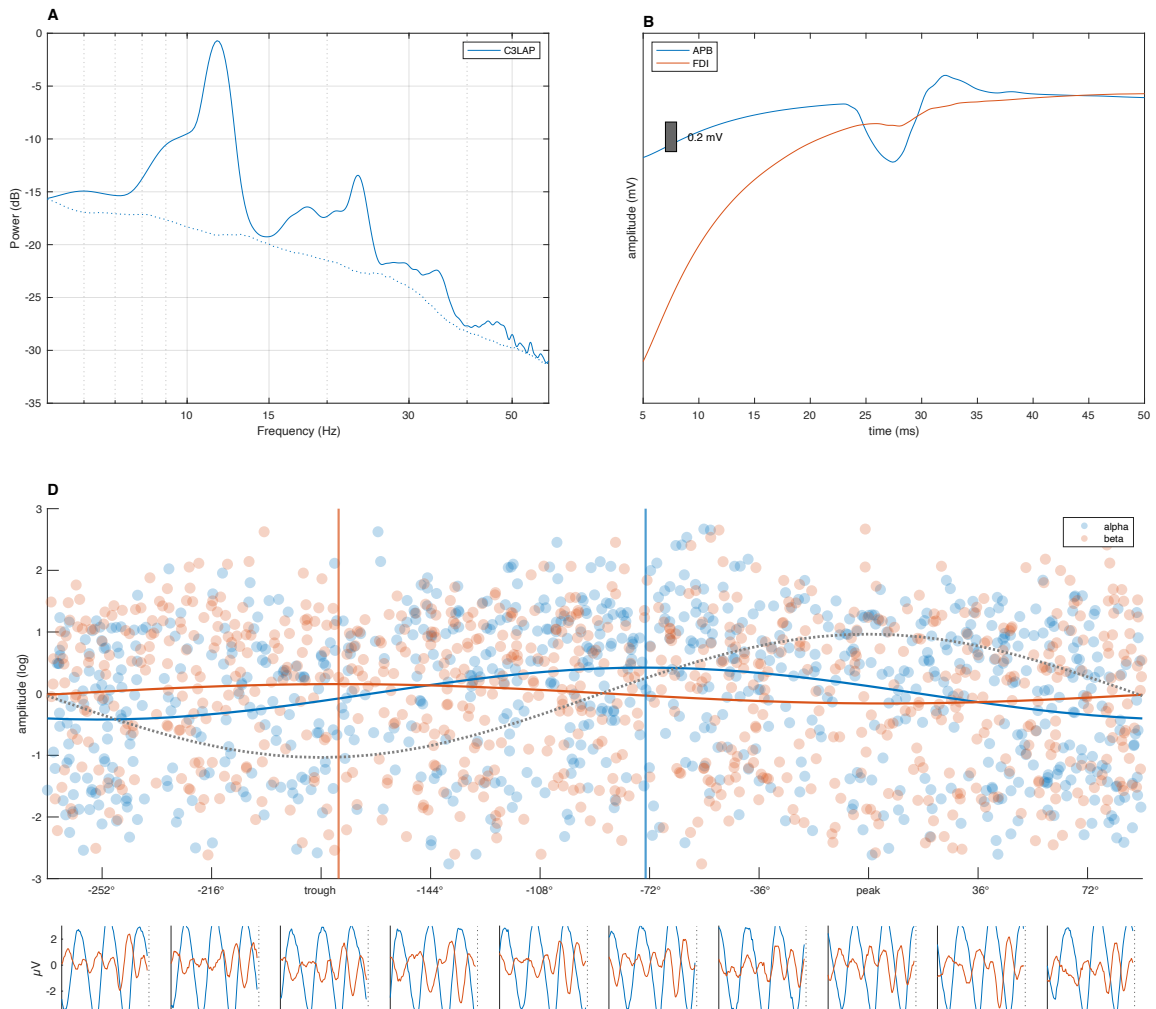 A
0
-5
-10
-15
-20
-25
-30
-35
Power (dB)
C3LAP
10
15
30
50
Frequency (Hz)
B
APB
FDI
0.2 mV
amplitude (mV)
5
10
15
20
25
30
35
40
45
50
time (ms)
D
3
2
1
0
-1
-2
-3
amplitude (log)
alpha
beta
-252°
-216°
trough
-144°
-108°
-72°
-36°
peak
36°
72°
2
0
-2
μV